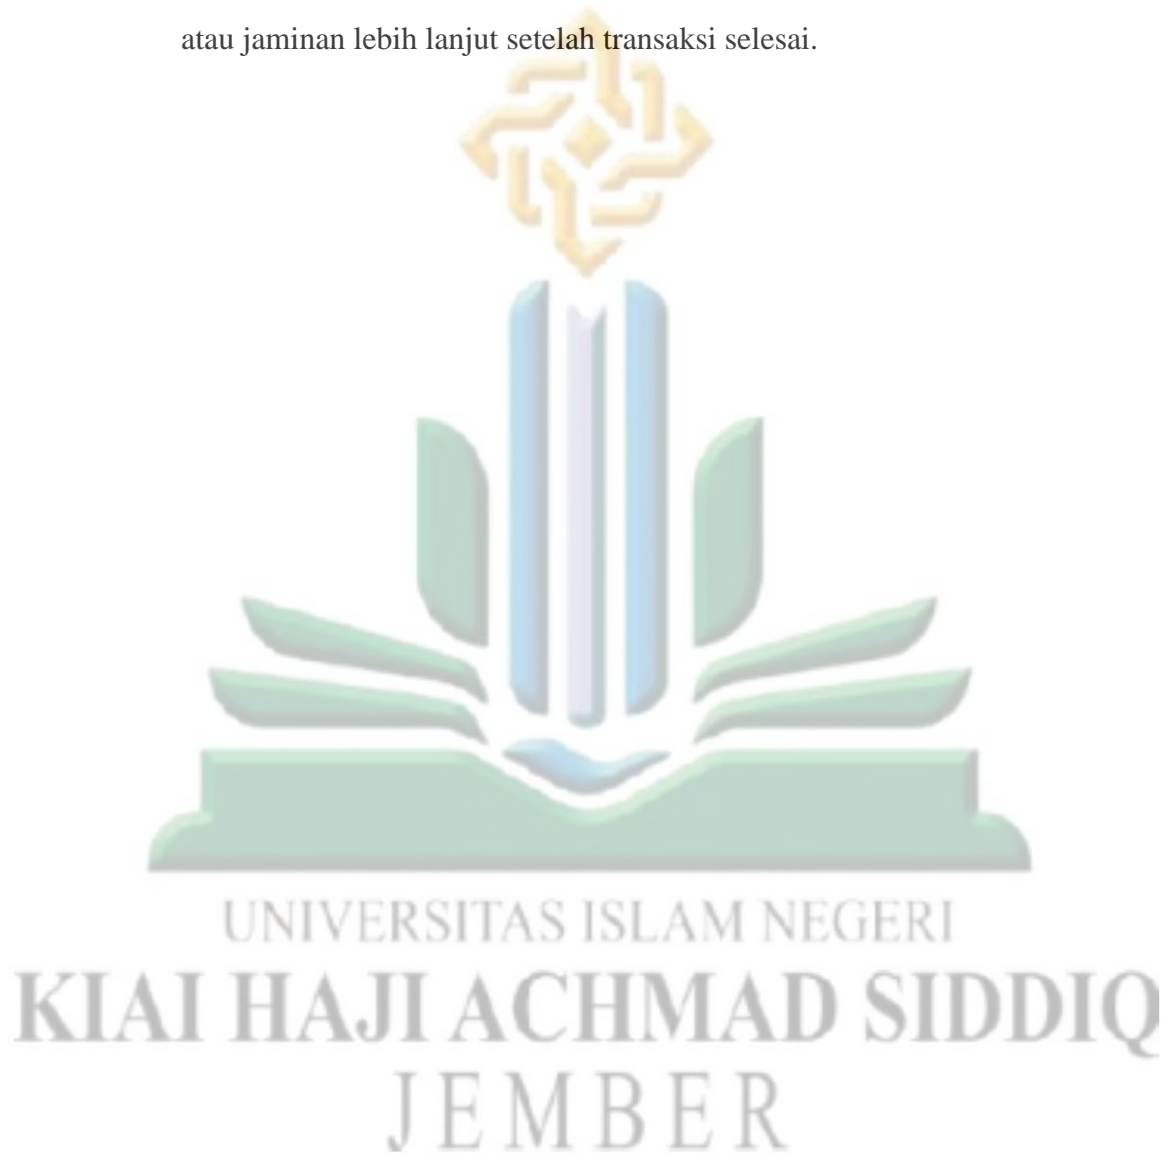 atau jaminan lebih lanjut setelah transaksi selesai.
UNIVERSITAS ISLAM NEGERI
KIAI HAJI ACHMAD SIDDIQ
JEMBER